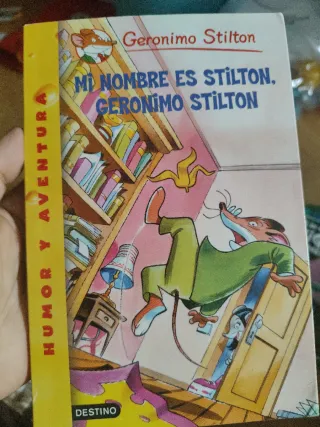 Geronimo Stilton
Mi NOMBRE ES STiLTON,
GERONiMO STiLTON
HUMOR Y AVENTURA
DESTINO